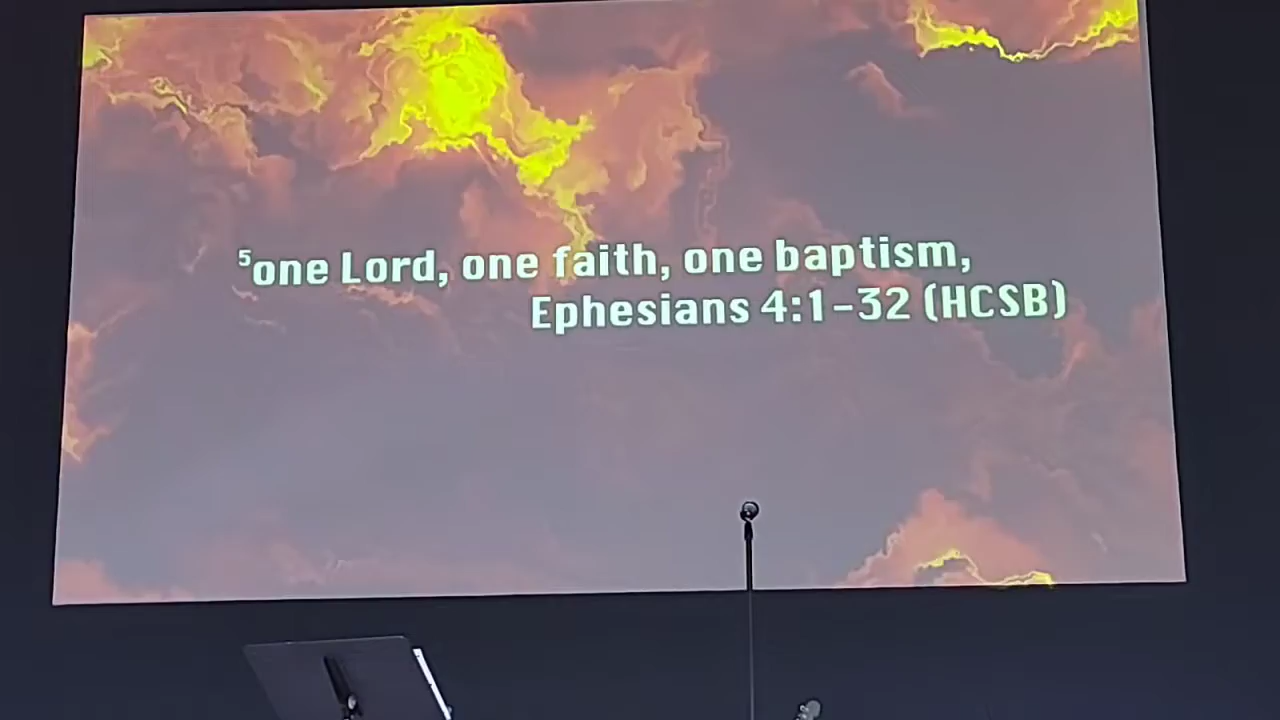 ⁵one Lord, one faith, one baptism,
Ephesians 4:1-32 (HCSB)